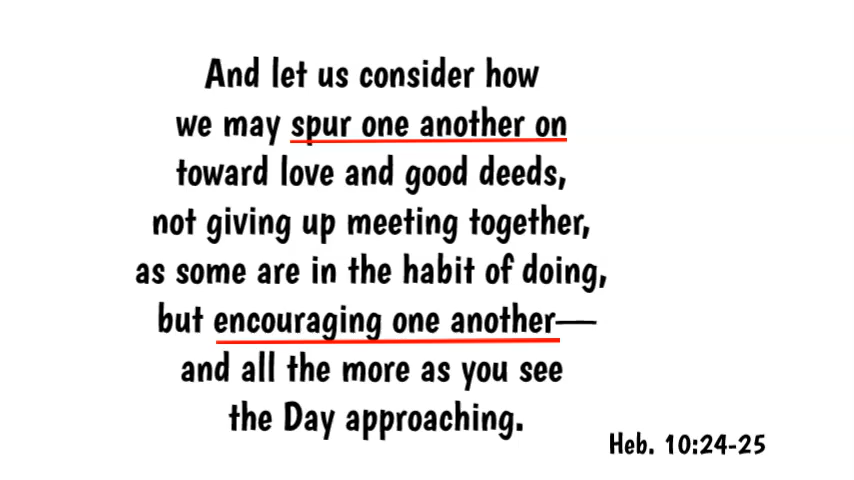 And let us consider how
we may spur one another on
toward love and good deeds,
not giving up meeting together,
as some are in the habit of doing,
but encouraging one another—
and all the more as you see
the Day approaching.
Heb. 10:24-25